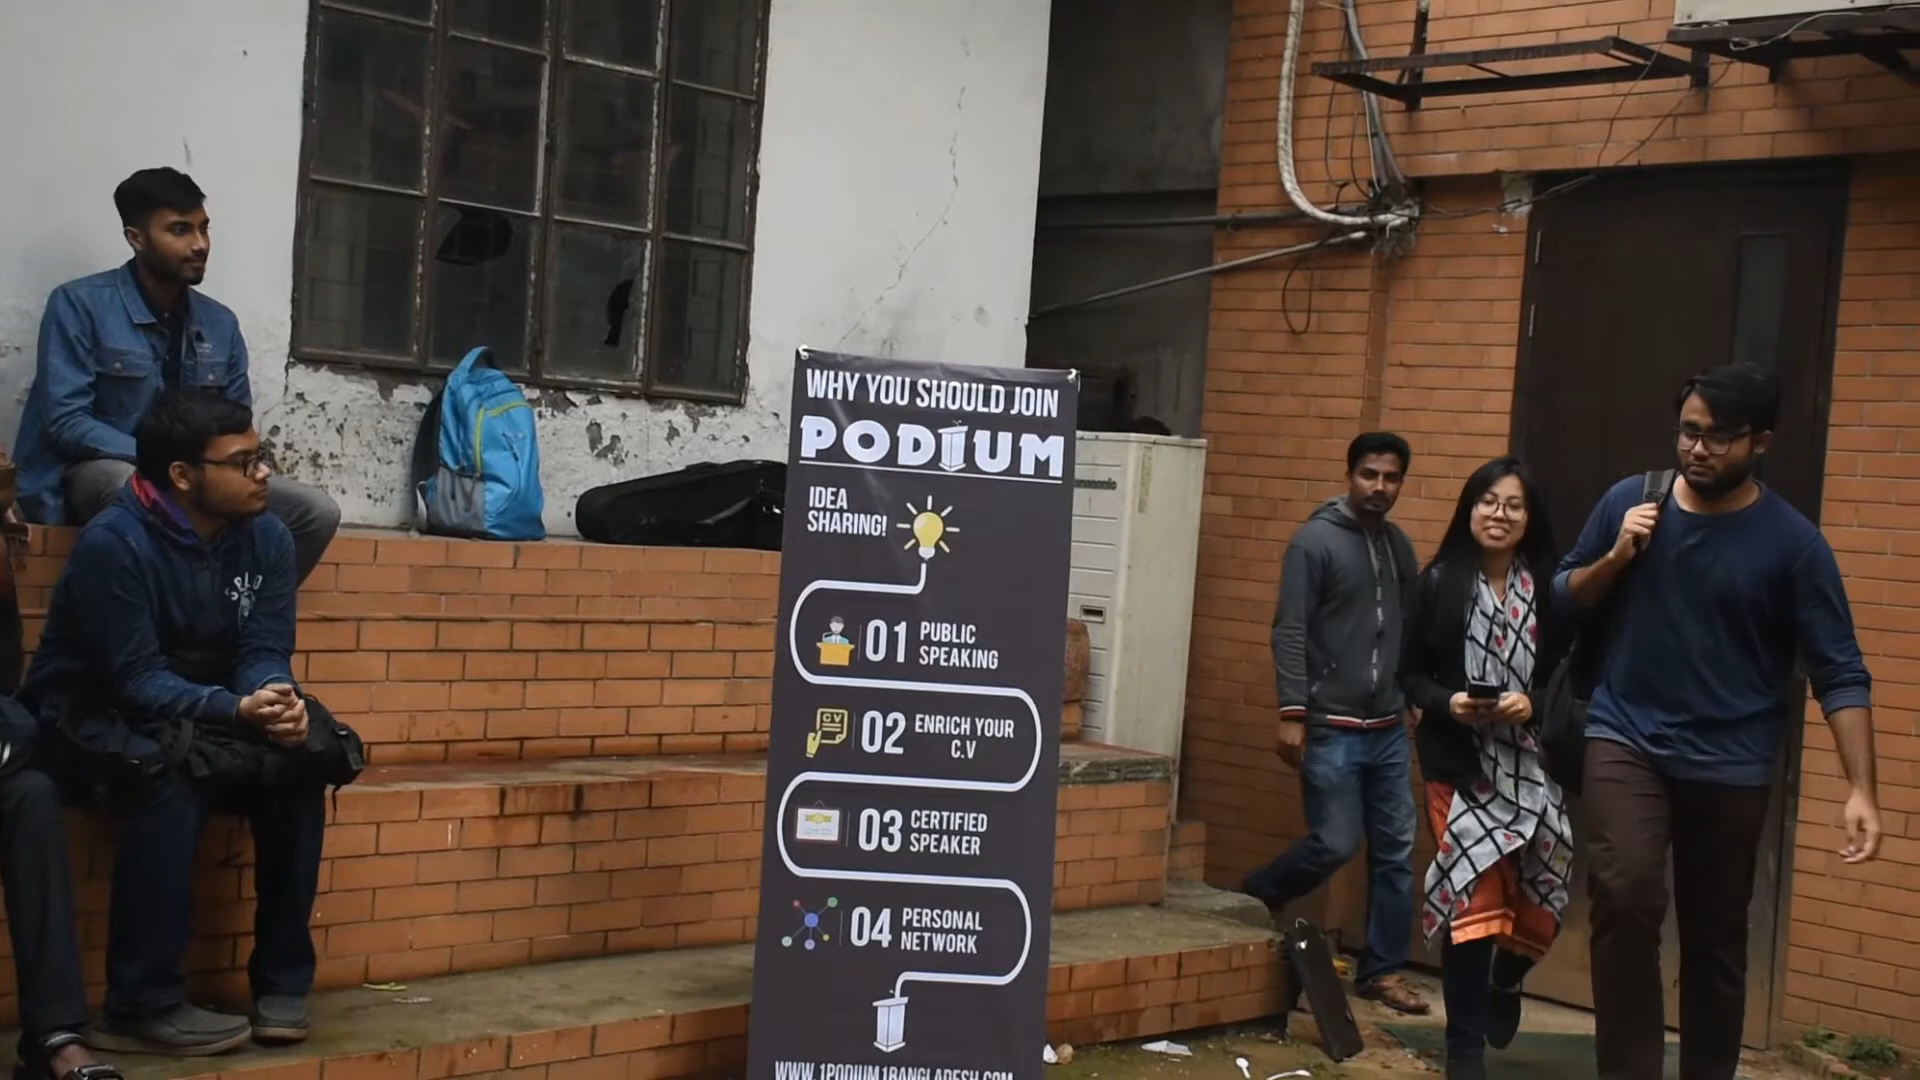 WHY YOU SHOULD JOIN
PODIUM
IDEA
SHARING!
01 PUBLIC
SPEAKING
CV
02 ENRICH YOUR
C.V
03 CERTIFIED
SPEAKER
04 PERSONAL
NETWORK
WWW.1PODIUM1BANGLADESH.COM